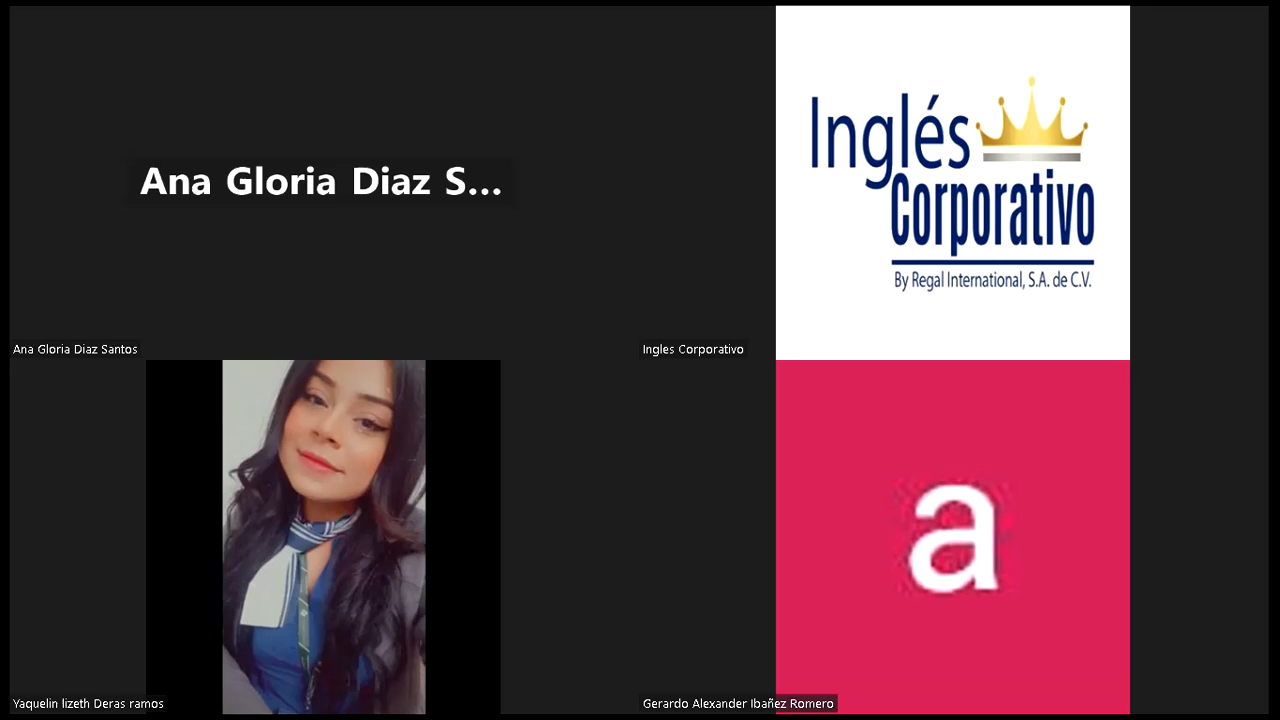 Ana Gloria Diaz S...
Inglés
Corporativo
By Regal International, S.A. de C.V.
Ana Gloria Diaz Santos
Ingles Corporativo
a
Yaquelin lizeth Deras ramos
Gerardo Alexander Ibañez Romero